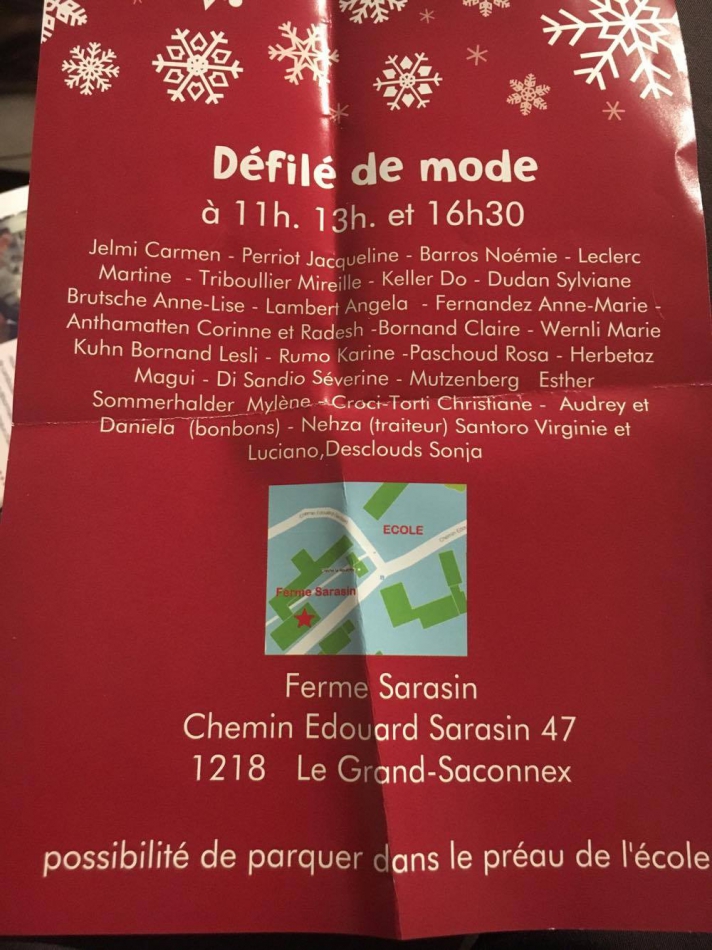 Défilé de mode
à 11h. 13h. et 16h30
Jelmi Carmen - Perriot Jacqueline - Barros Noémie - Leclerc
Martine - Triboullier Mireille - Keller Do - Dudan Sylviane
Brutsche Anne-Lise - Lambert Angela - Fernandez Anne-Marie -
Anthamatten Corinne et Radesh -Bornand Claire - Wernli Marie
Kuhn Bornand Lesli - Rumo Karine -Paschoud Rosa - Herbetaz
Magui - Di Sandio Séverine - Mutzenberg Esther
Sommerhalder Mylène - Croci-Torti Christiane - Audrey et
Daniela (bonbons) - Nehza (traiteur) Santoro Virginie et
Luciano,Desclouds Sonja
ECOLE
Ferme Sarasin
Ferme Sarasin
Chemin Edouard Sarasin 47
1218 Le Grand-Saconnex
possibilité de parquer dans le préau de l'école